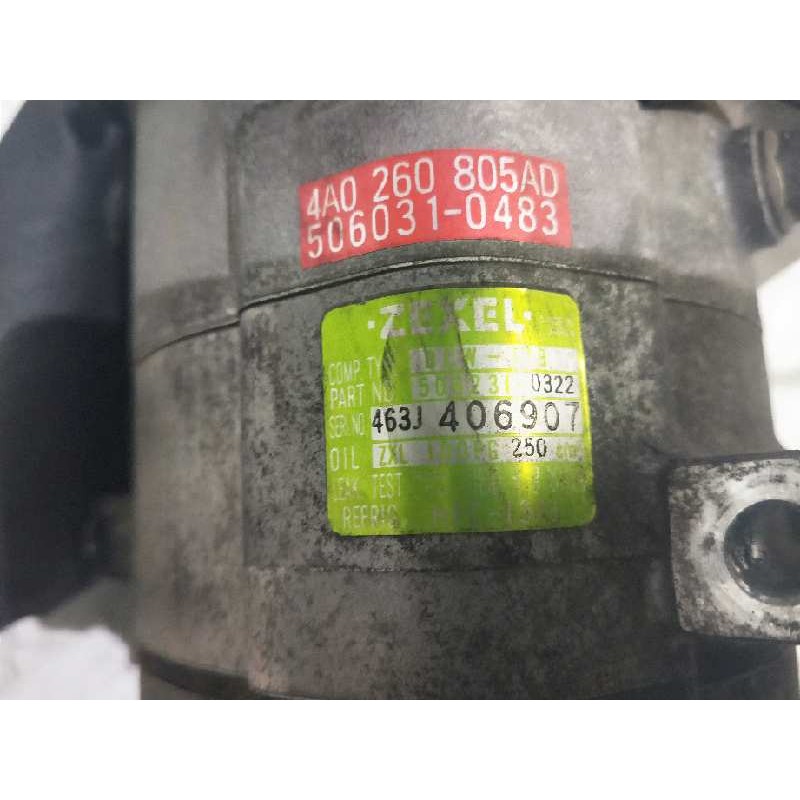 4A0 260 805AD
506031-0483
·ZEXEL·
COMP TY
PART NO 0322
SER.NO. 463J 406907
OIL ZXL 250
LEAK TEST
REFRIG